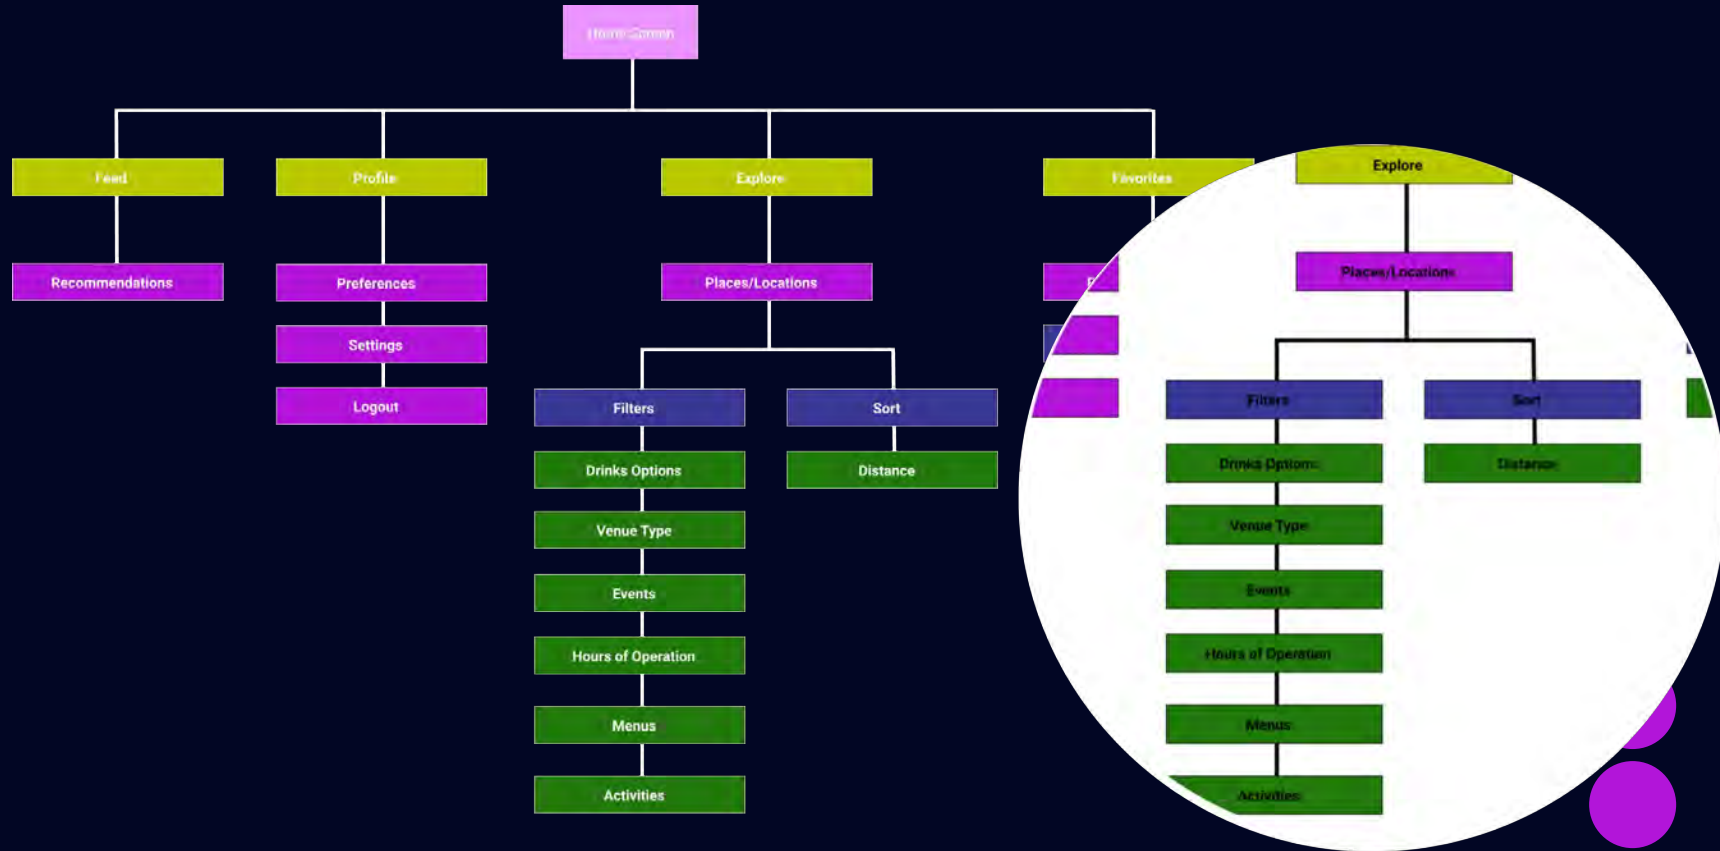 Home Screen
Feed
Profile
Explore
Favorites
Recommendations
Preferences
Places/Locations
Settings
Logout
Filters
Sort
Drinks Options
Distance
Venue Type
Events
Hours of Operation
Menus
Activities
Explore
Places/Locations
Filters
Sort
Drinks Options
Distance
Venue Type
Events
Hours of Operation
Menus
Activities